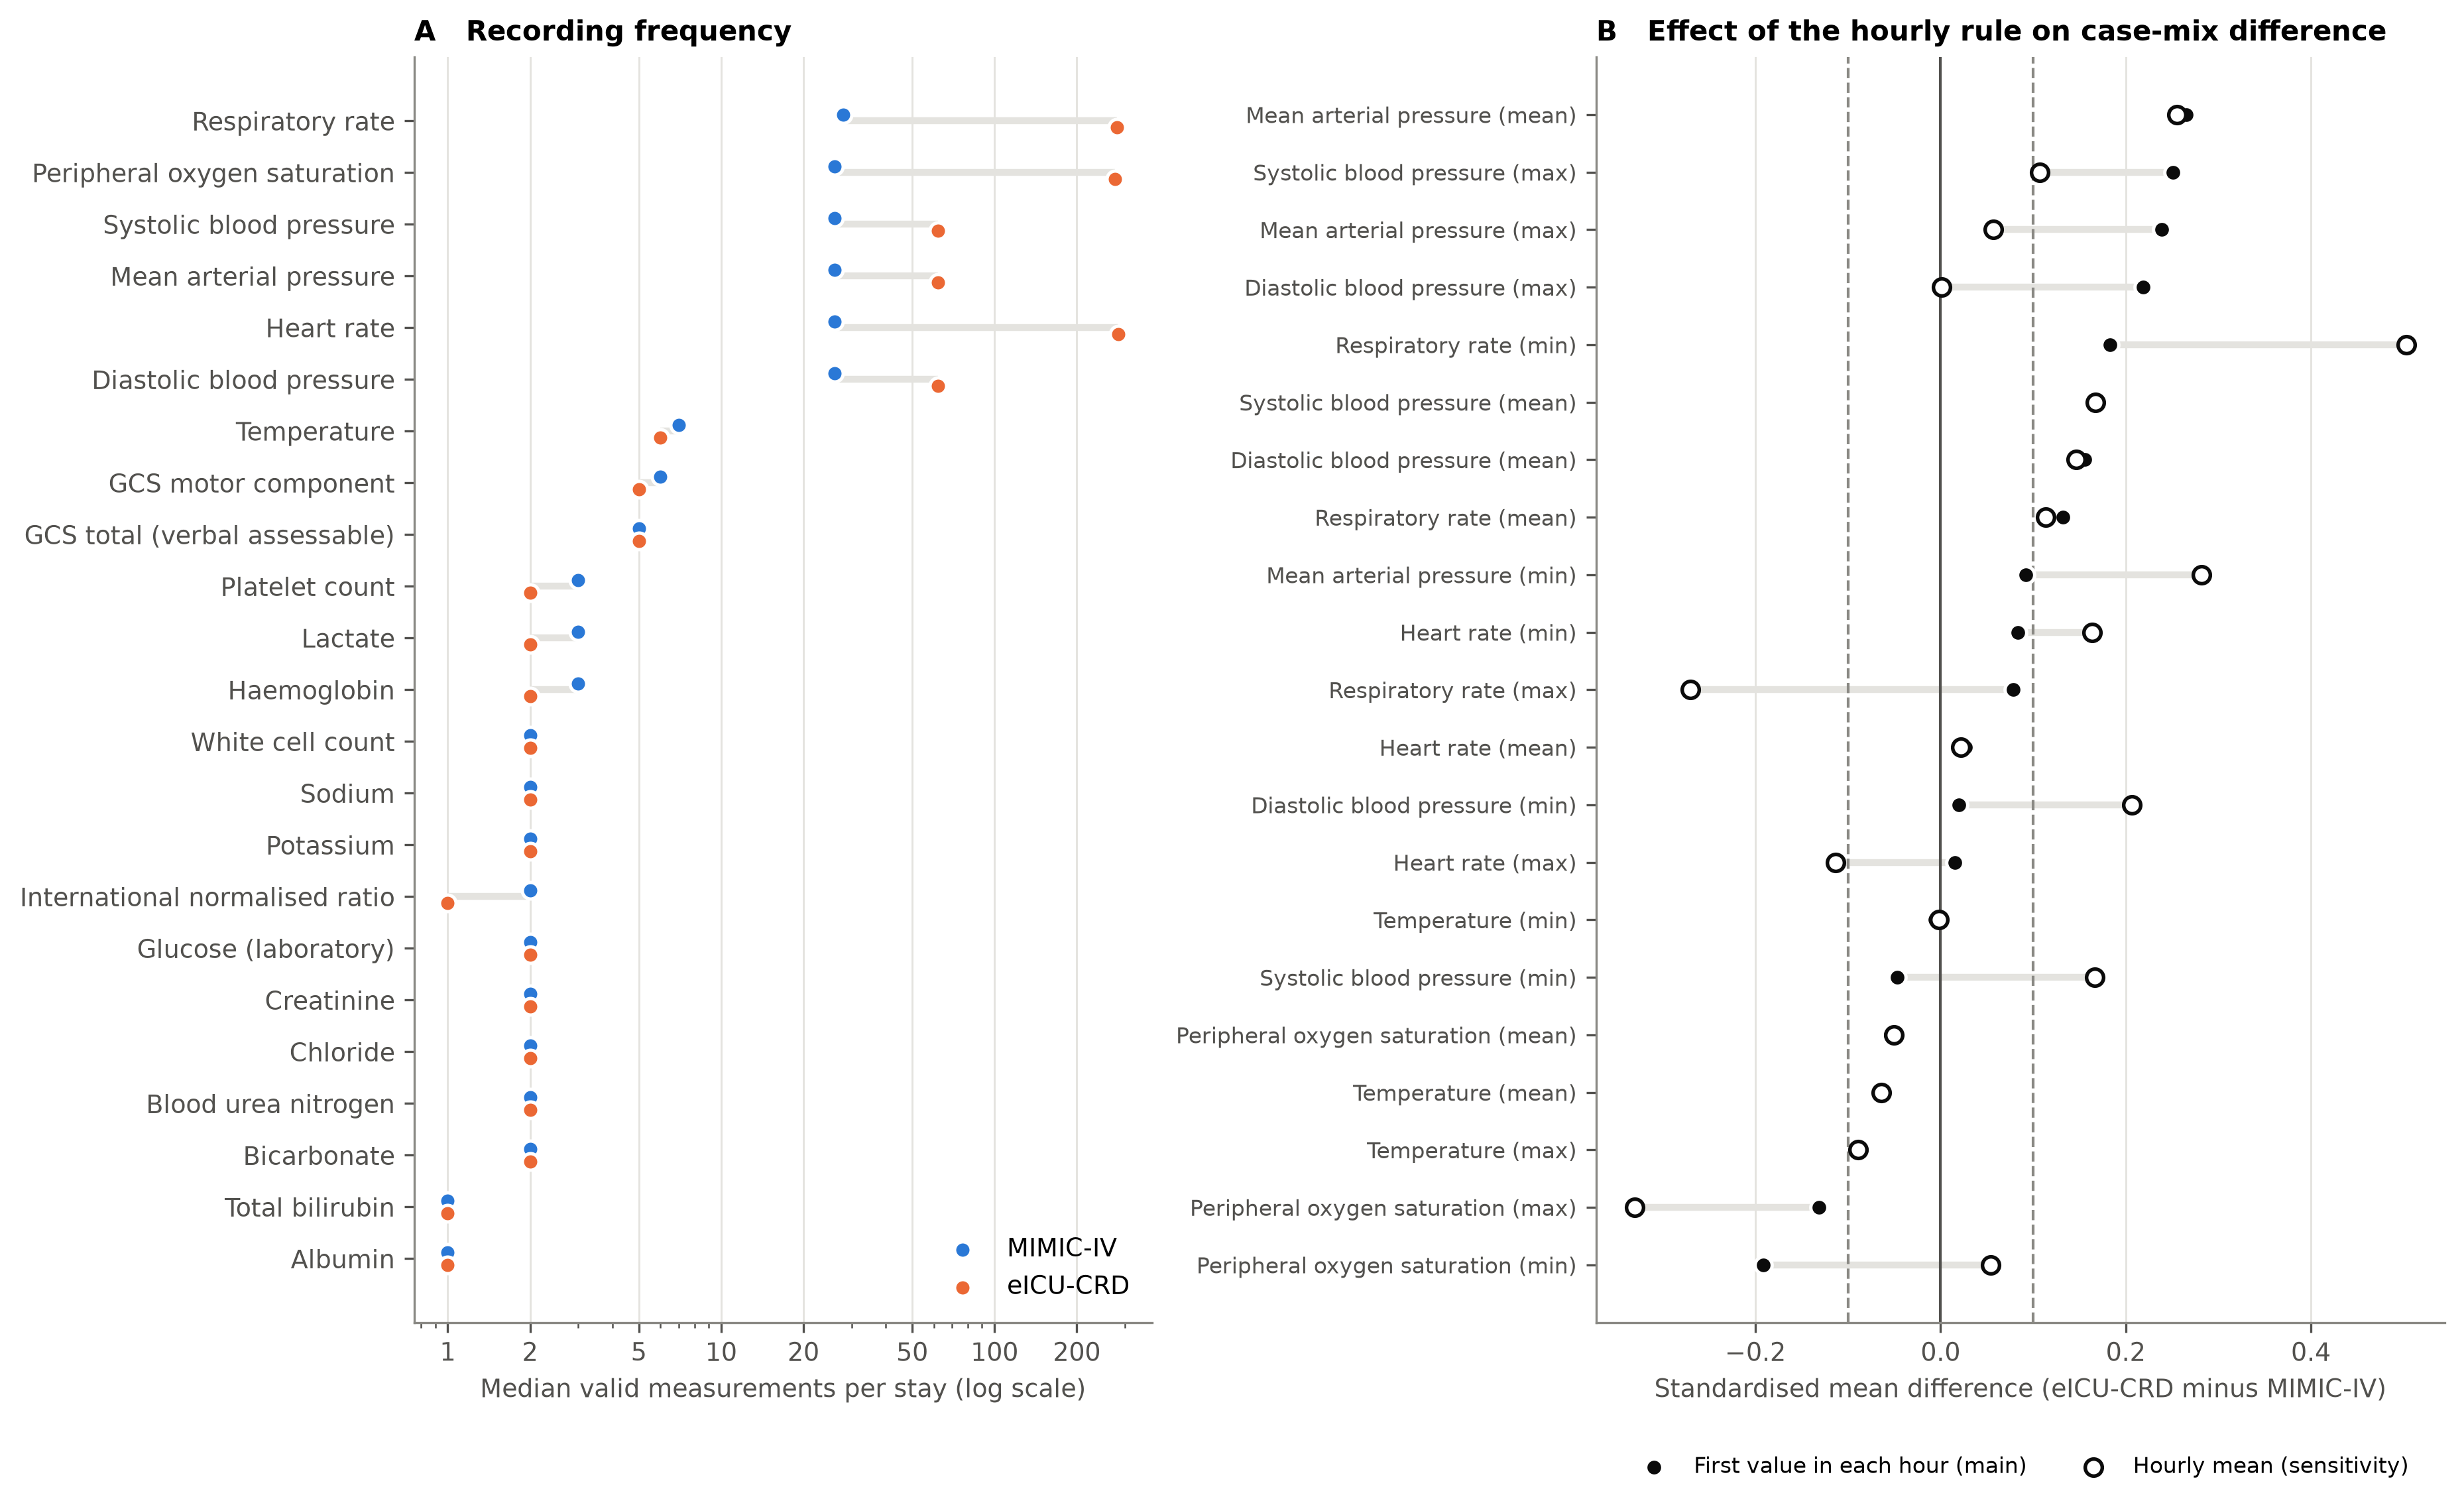 A Recording frequency
Respiratory rate
Peripheral oxygen saturation
Systolic blood pressure
Mean arterial pressure
Heart rate
Diastolic blood pressure
Temperature
GCS motor component
GCS total (verbal assessable)
Platelet count
Lactate
Haemoglobin
White cell count
Sodium
Potassium
International normalised ratio
Glucose (laboratory)
Creatinine
Chloride
Blood urea nitrogen
Bicarbonate
Total bilirubin
Albumin
MIMIC-IV
eICU-CRD
1 2 5 10 20 50 100 200
Median valid measurements per stay (log scale)
B Effect of the hourly rule on case-mix difference
Mean arterial pressure (mean)
Systolic blood pressure (max)
Mean arterial pressure (max)
Diastolic blood pressure (max)
Respiratory rate (min)
Systolic blood pressure (mean)
Diastolic blood pressure (mean)
Respiratory rate (mean)
Mean arterial pressure (min)
Heart rate (min)
Respiratory rate (max)
Heart rate (mean)
Diastolic blood pressure (min)
Heart rate (max)
Temperature (min)
Systolic blood pressure (min)
Peripheral oxygen saturation (mean)
Temperature (mean)
Temperature (max)
Peripheral oxygen saturation (max)
Peripheral oxygen saturation (min)
−0.2 0.0 0.2 0.4
Standardised mean difference (eICU-CRD minus MIMIC-IV)
First value in each hour (main) Hourly mean (sensitivity)